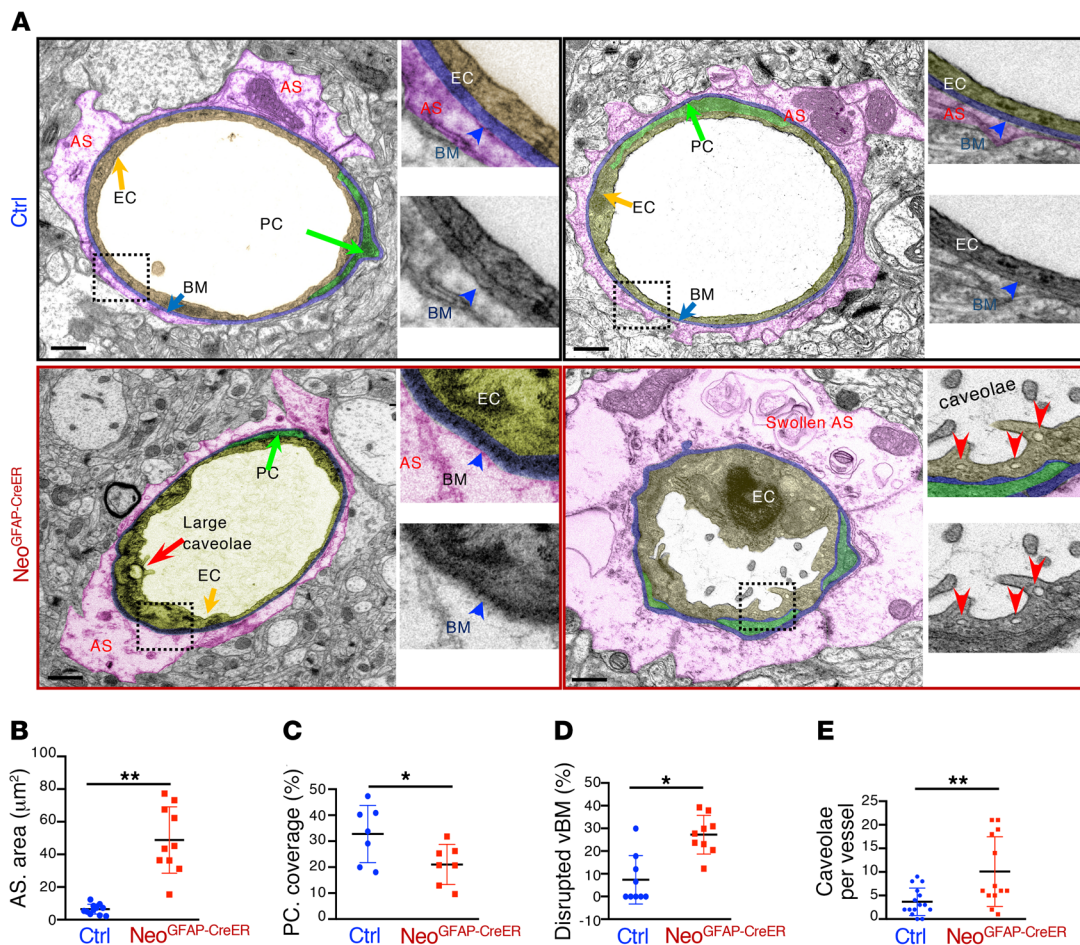 A
Ctrl
AS
AS
EC
PC
BM
EC
AS
BM
BM
AS
PC
EC
BM
EC
AS
BM
EC
BM
Neo^GFAP-CreER
PC
Large
caveolae
EC
AS
EC
AS
BM
BM
Swollen AS
EC
caveolae
B
AS. area (μm²)
100
80
60
40
20
0
**
Ctrl
Neo^GFAP-CreER
C
PC. coverage (%)
50
40
30
20
10
0
*
Ctrl
Neo^GFAP-CreER
D
Disrupted vBM (%)
50
40
30
20
10
0
-10
*
Ctrl
Neo^GFAP-CreER
E
Caveolae
per vessel
25
20
15
10
5
0
**
Ctrl
Neo^GFAP-CreER